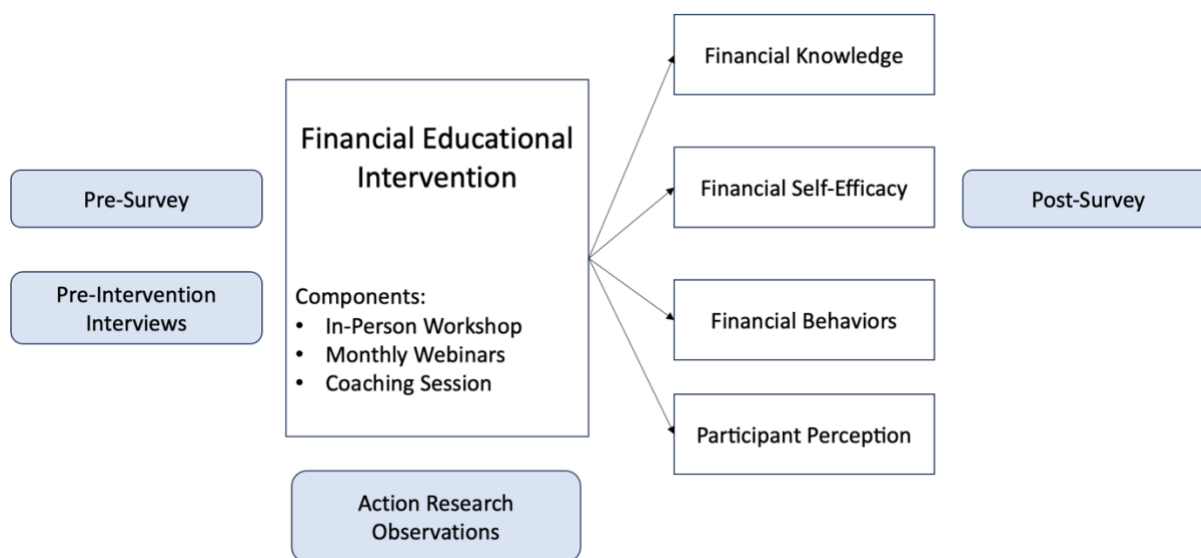 Pre-Survey
Pre-Intervention
Interviews
Financial Educational
Intervention
Components:
• In-Person Workshop
• Monthly Webinars
• Coaching Session
Action Research
Observations
Financial Knowledge
Financial Self-Efficacy
Financial Behaviors
Participant Perception
Post-Survey